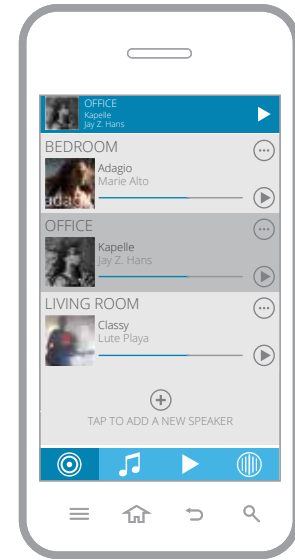 OFFICE
Kapelle
Jay Z. Hans
BEDROOM
Adagio
Marie Alto
adagio
OFFICE
Kapelle
Jay Z. Hans
LIVING ROOM
Classy
Lute Playa
TAP TO ADD A NEW SPEAKER